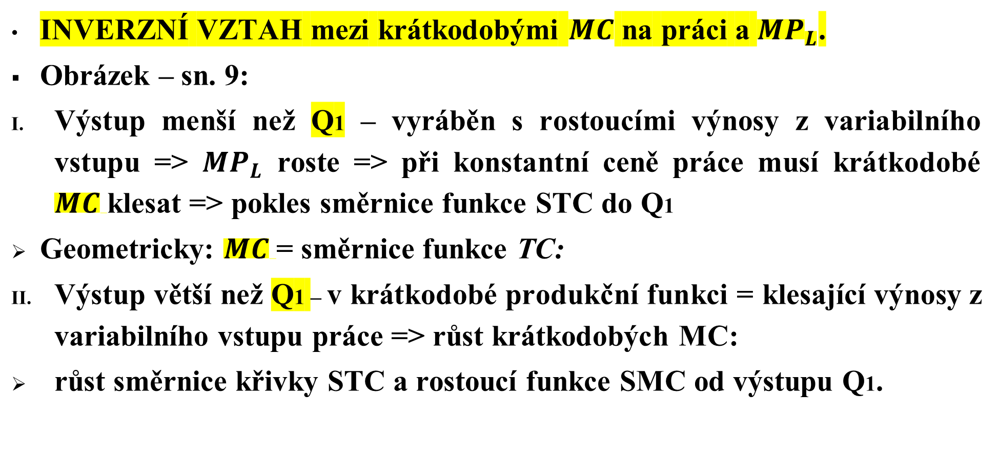 • INVERZNÍ VZTAH mezi krátkodobými MC na práci a MP_L.
▪ Obrázek – sn. 9:
I. Výstup menší než Q1 – vyráběn s rostoucími výnosy z variabilního
vstupu => MP_L roste => při konstantní ceně práce musí krátkodobé
MC klesat => pokles směrnice funkce STC do Q1
➢ Geometricky: MC = směrnice funkce TC:
II. Výstup větší než Q1 – v krátkodobé produkční funkci = klesající výnosy z
variabilního vstupu práce => růst krátkodobých MC:
➢ růst směrnice křivky STC a rostoucí funkce SMC od výstupu Q1.